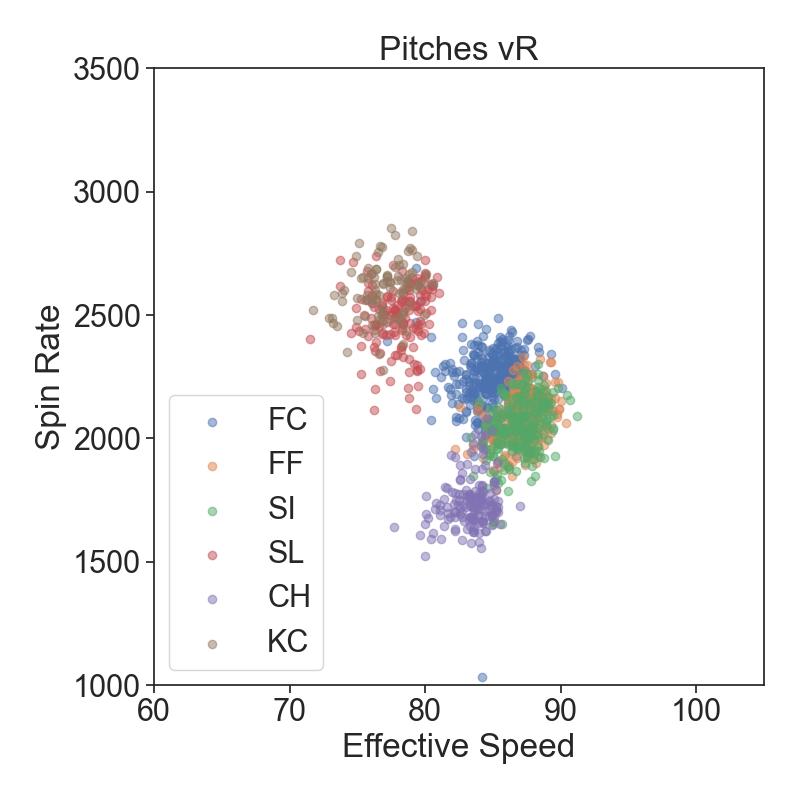 Pitches vR
3500
3000
2500
2000
1500
1000
Spin Rate
FC
FF
SI
SL
CH
KC
60 70 80 90 100
Effective Speed